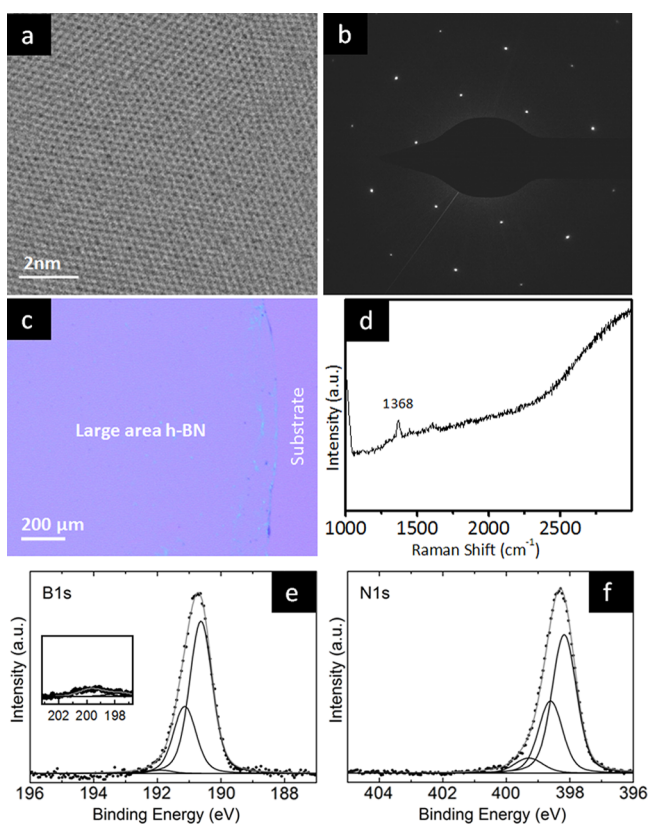 a
b
2nm
c
Large area h-BN
Substrate
200 μm
d
1368
Intensity (a.u.)
1000 1500 2000 2500
Raman Shift (cm⁻¹)
B1s
e
Intensity (a.u.)
202 200 198
196 194 192 190 188
Binding Energy (eV)
N1s
f
Intensity (a.u.)
404 402 400 398 396
Binding Energy (eV)